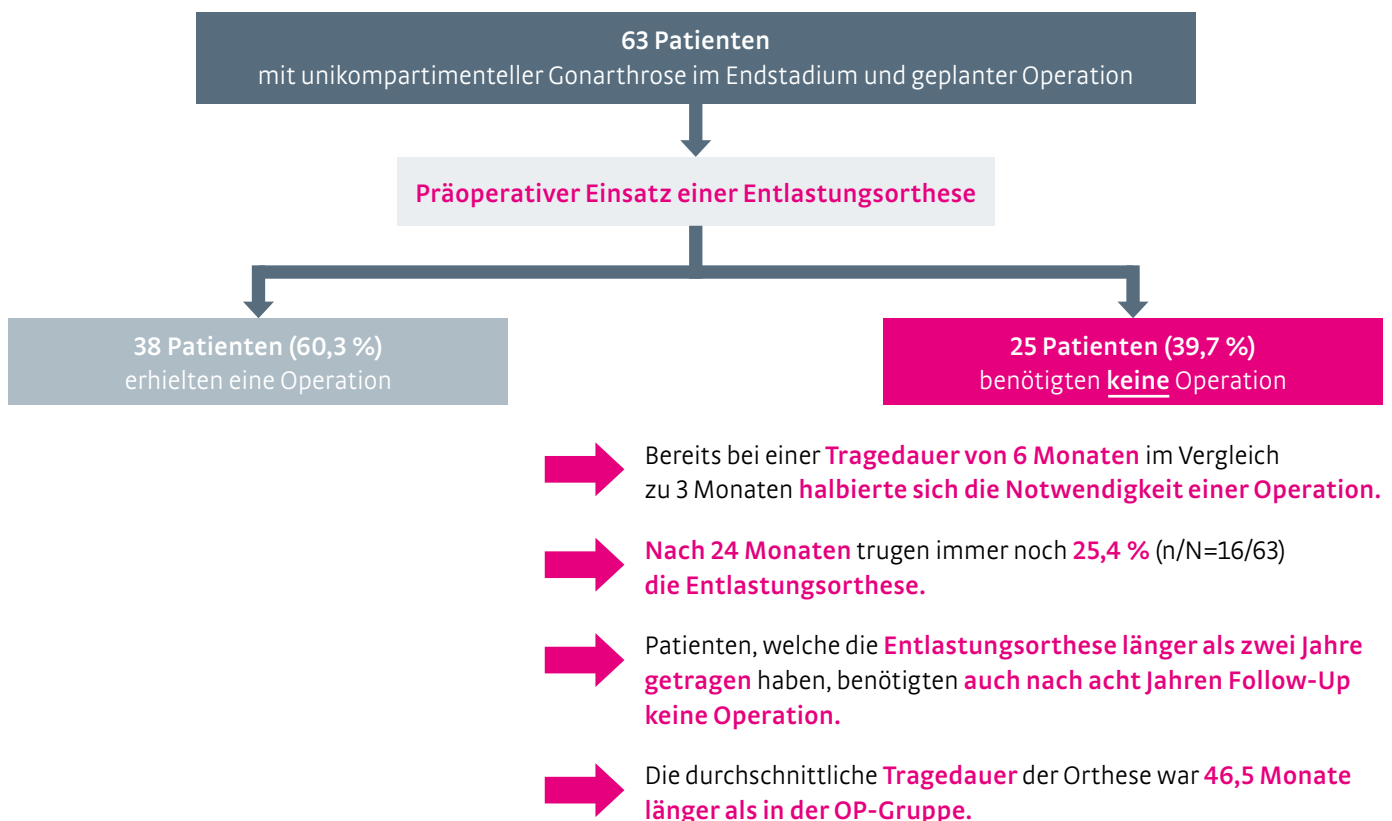 63 Patienten
mit unikompartimenteller Gonarthrose im Endstadium und geplanter Operation
Präoperativer Einsatz einer Entlastungsorthese
38 Patienten (60,3 %)
erhielten eine Operation
25 Patienten (39,7 %)
benötigten keine Operation
Bereits bei einer Tragedauer von 6 Monaten im Vergleich
zu 3 Monaten halbierte sich die Notwendigkeit einer Operation.
Nach 24 Monaten trugen immer noch 25,4 % (n/N=16/63)
die Entlastungsorthese.
Patienten, welche die Entlastungsorthese länger als zwei Jahre
getragen haben, benötigten auch nach acht Jahren Follow-Up
keine Operation.
Die durchschnittliche Tragedauer der Orthese war 46,5 Monate
länger als in der OP-Gruppe.